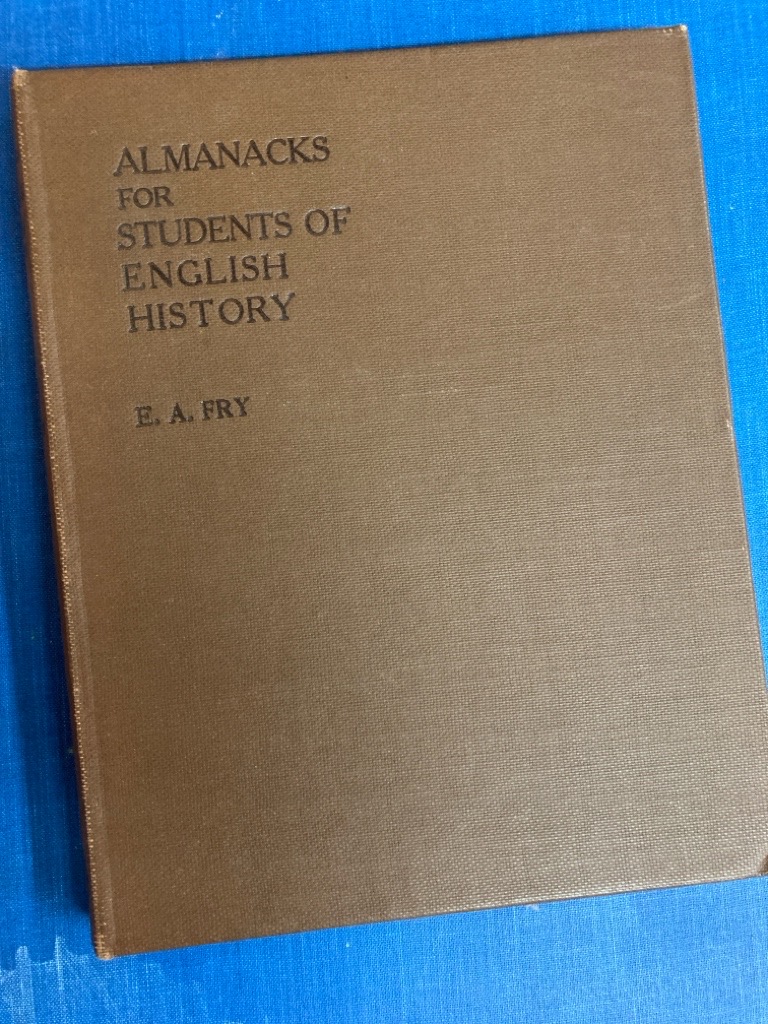 ALMANACKS
FOR
STUDENTS OF
ENGLISH
HISTORY
E. A. FRY